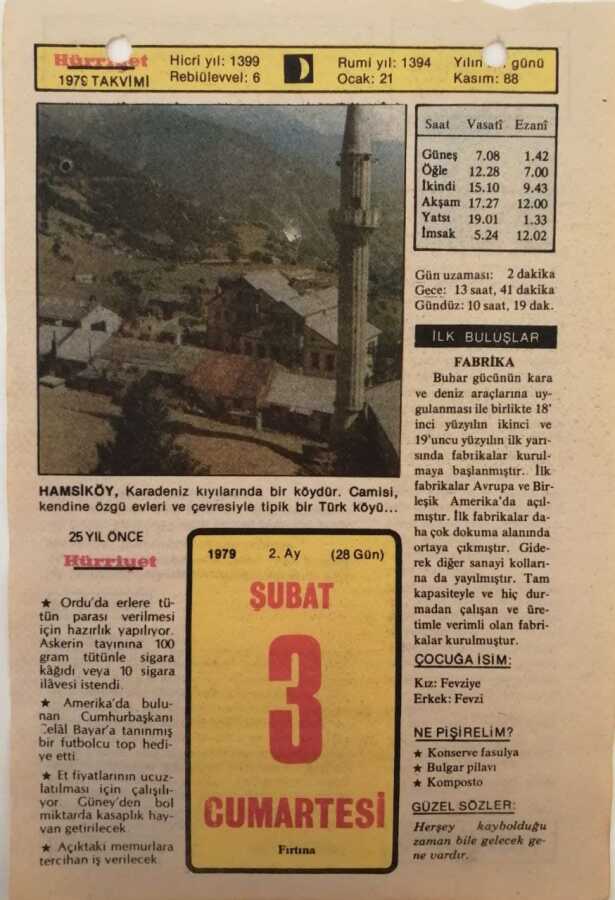 Hürriyet
1979 TAKVİMİ
Hicri yıl: 1399
Rebiülevvel: 6
Rumi yıl: 1394
Ocak: 21
Yılın günü
Kasım: 88
Saat Vasatî Ezanî
Güneş 7.08 1.42
Öğle 12.28 7.00
İkindi 15.10 9.43
Akşam 17.27 12.00
Yatsı 19.01 1.33
İmsak 5.24 12.02
Gün uzaması: 2 dakika
Gece: 13 saat, 41 dakika
Gündüz: 10 saat, 19 dak.
İLK BULUŞLAR
FABRİKA
Buhar gücünün kara
ve deniz araçlarına uy-
gulanması ile birlikte 18'
inci yüzyılın ikinci ve
19'uncu yüzyılın ilk yarı-
sında fabrikalar kurul-
maya başlanmıştır. İlk
fabrikalar Avrupa ve Bir-
leşik Amerika'da açıl-
mıştır. İlk fabrikalar da-
ha çok dokuma alanında
ortaya çıkmıştır. Gide-
rek diğer sanayi kolları-
na da yayılmıştır. Tam
kapasiteyle ve hiç dur-
madan çalışan ve üre-
timle verimli olan fabri-
kalar kurulmuştur.
ÇOCUĞA İSİM:
Kız: Fevziye
Erkek: Fevzi
NE PİŞİRELİM?
★ Konserve fasulya
★ Bulgar pilavı
★ Komposto
GÜZEL SÖZLER:
Herşey kaybolduğu
zaman bile gelecek ge-
ne vardır.
HAMSİKÖY, Karadeniz kıyılarında bir köydür. Camisi,
kendine özgü evleri ve çevresiyle tipik bir Türk köyü...
25 YIL ÖNCE
Hürriyet
★ Ordu'da erlere tü-
tün parası verilmesi
için hazırlık yapılıyor.
Askerin tayınına 100
gram tütünle sigara
kâğıdı veya 10 sigara
ilâvesi istendi.
★ Amerika'da bulu-
nan Cumhurbaşkanı
Celâl Bayar'a tanınmış
bir futbolcu top hedi-
ye etti.
★ Et fiyatlarının ucuz-
latılması için çalışılı-
yor. Güney'den bol
miktarda kasaplık hay-
van getirilecek.
★ Açıktaki memurlara
tercihan iş verilecek
1979 2. Ay (28 Gün)
ŞUBAT
3
CUMARTESİ
Fırtına